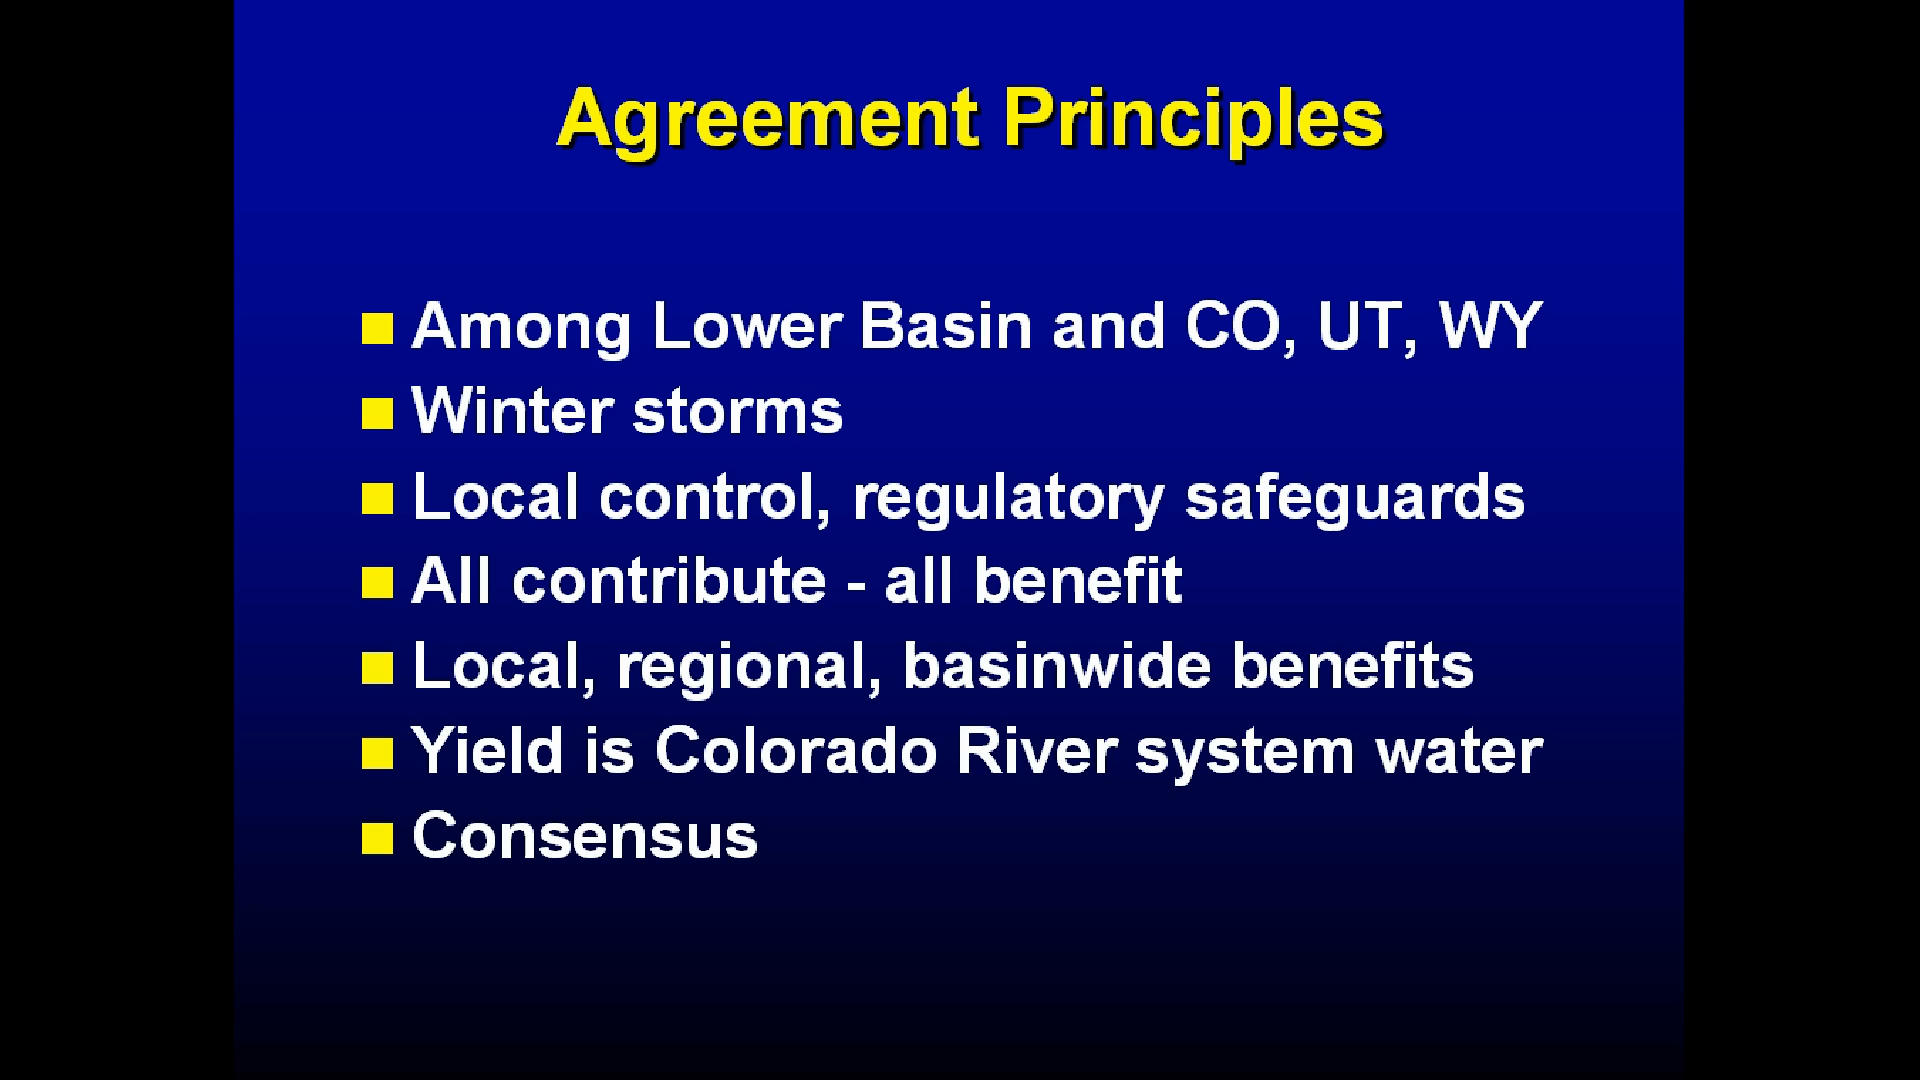 Agreement Principles
Among Lower Basin and CO, UT, WY
Winter storms
Local control, regulatory safeguards
All contribute - all benefit
Local, regional, basinwide benefits
Yield is Colorado River system water
Consensus